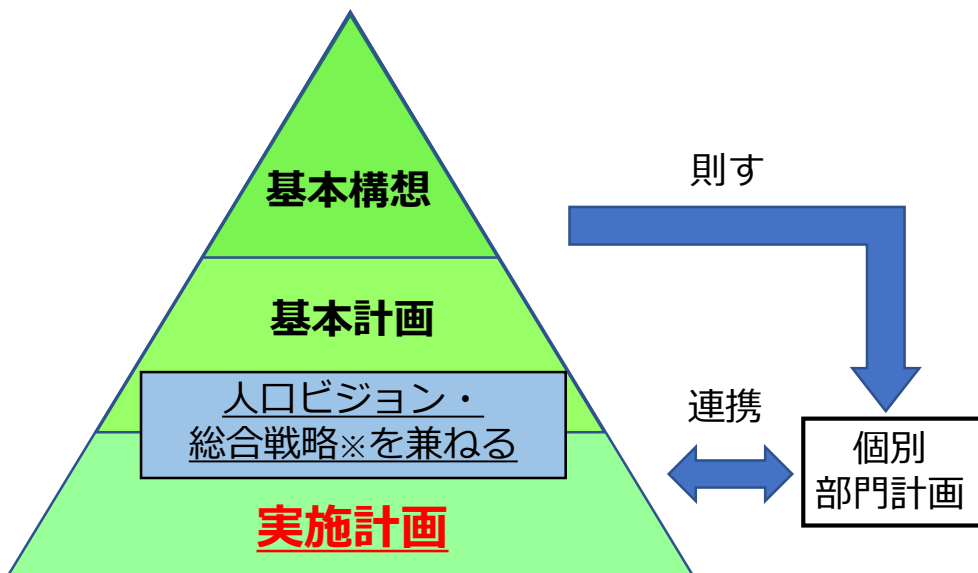 基本構想
則す
基本計画
人口ビジョン・
総合戦略※を兼ねる
連携
個別
部門計画
実施計画